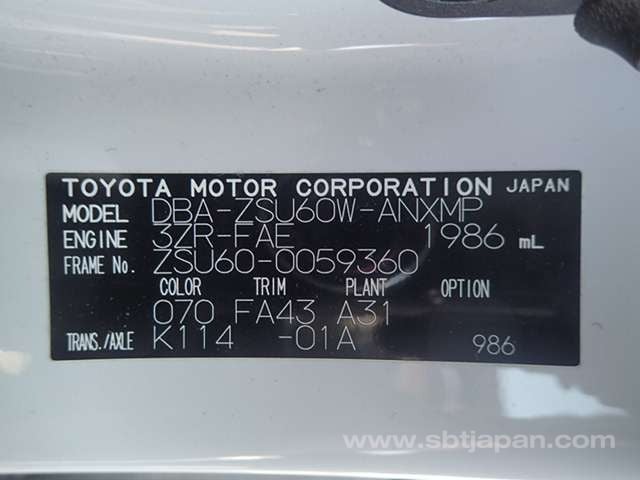 TOYOTA MOTOR CORPORATION JAPAN
MODEL DBA-ZSU60W-ANXMP
ENGINE 3ZR-FAE 1986 mL
FRAME No. ZSU60-0059360
COLOR TRIM PLANT OPTION
070 FA43 A31
TRANS./AXLE K114 -01A 986
www.sbtjapan.com